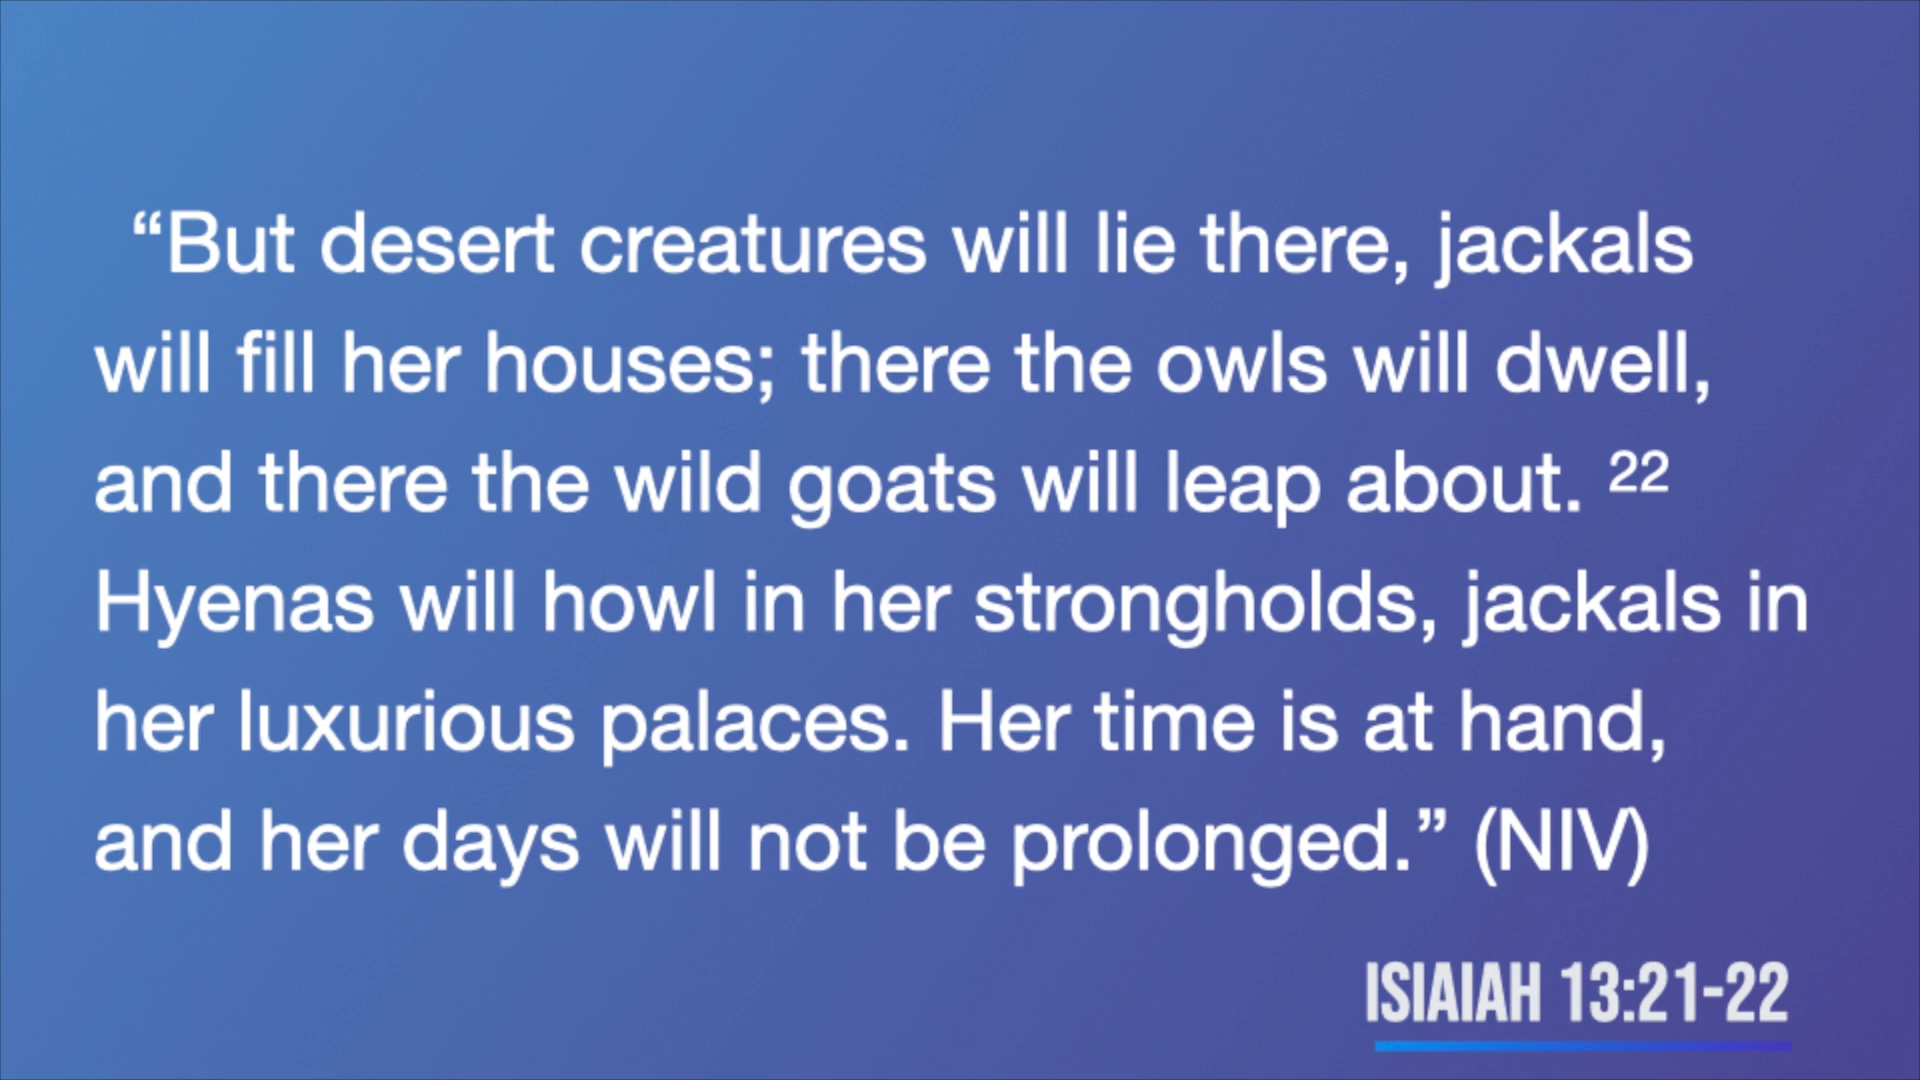 “But desert creatures will lie there, jackals
will fill her houses; there the owls will dwell,
and there the wild goats will leap about. 22
Hyenas will howl in her strongholds, jackals in
her luxurious palaces. Her time is at hand,
and her days will not be prolonged.” (NIV)
ISIAIAH 13:21-22